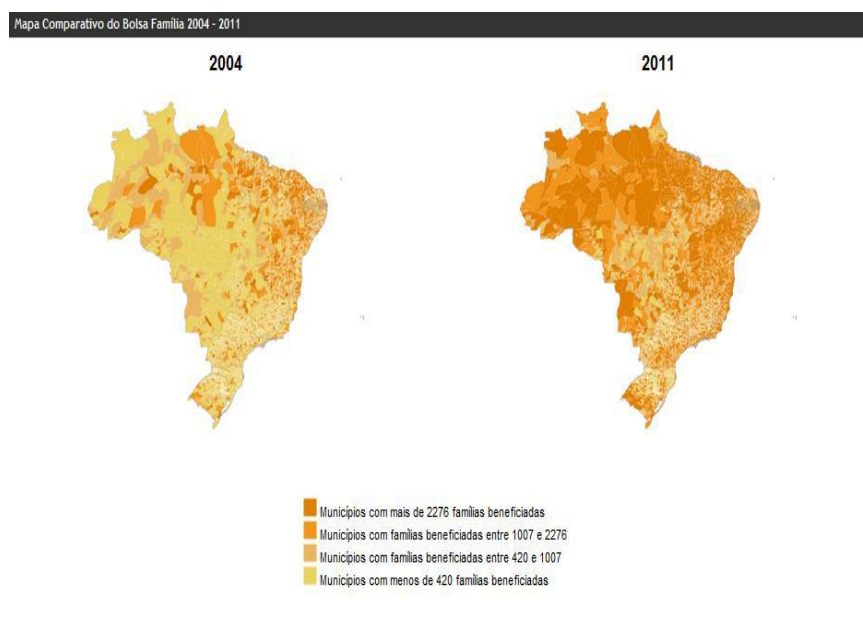 Mapa Comparativo do Bolsa Família 2004 - 2011
2004
2011
Municípios com mais de 2276 famílias beneficiadas
Municípios com famílias beneficiadas entre 1007 e 2276
Municípios com famílias beneficiadas entre 420 e 1007
Municípios com menos de 420 famílias beneficiadas